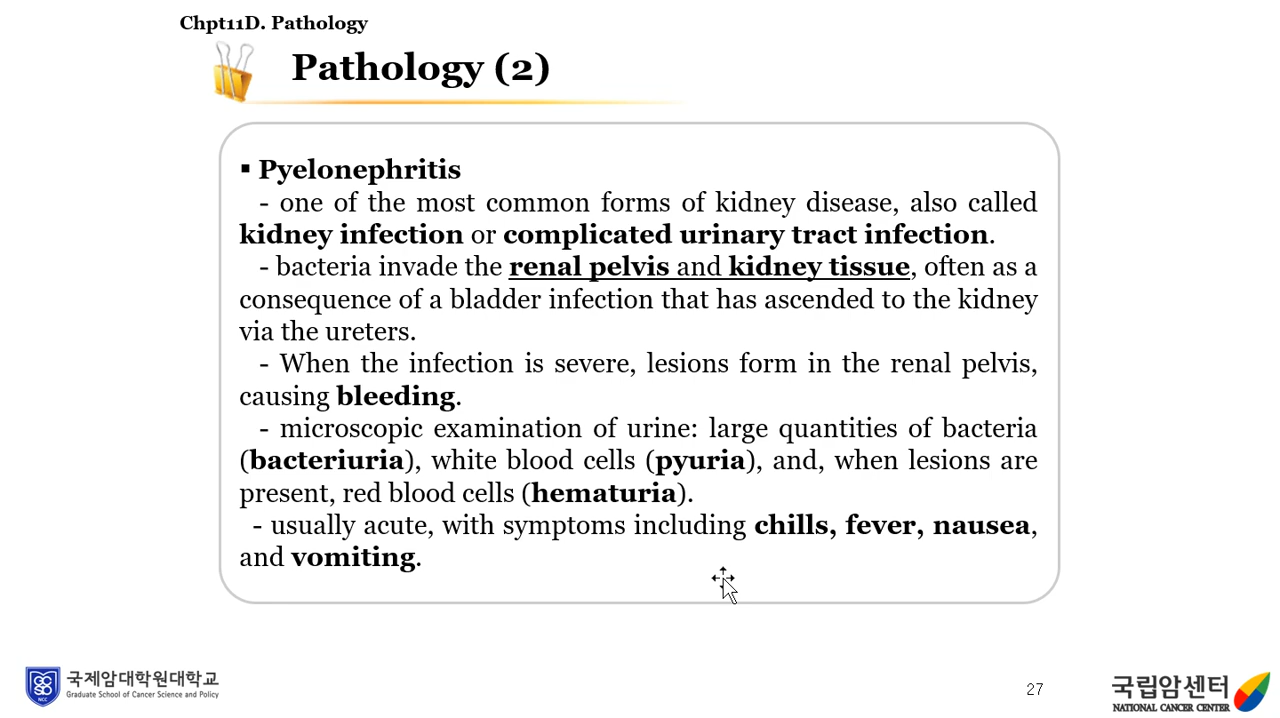 Chpt11D. Pathology
Pathology (2)
▪ Pyelonephritis
- one of the most common forms of kidney disease, also called
kidney infection or complicated urinary tract infection.
- bacteria invade the renal pelvis and kidney tissue, often as a
consequence of a bladder infection that has ascended to the kidney
via the ureters.
- When the infection is severe, lesions form in the renal pelvis,
causing bleeding.
- microscopic examination of urine: large quantities of bacteria
(bacteriuria), white blood cells (pyuria), and, when lesions are
present, red blood cells (hematuria).
- usually acute, with symptoms including chills, fever, nausea,
and vomiting.
NCC
국제암대학원대학교
Graduate School of Cancer Science and Policy
27
국립암센터
NATIONAL CANCER CENTER